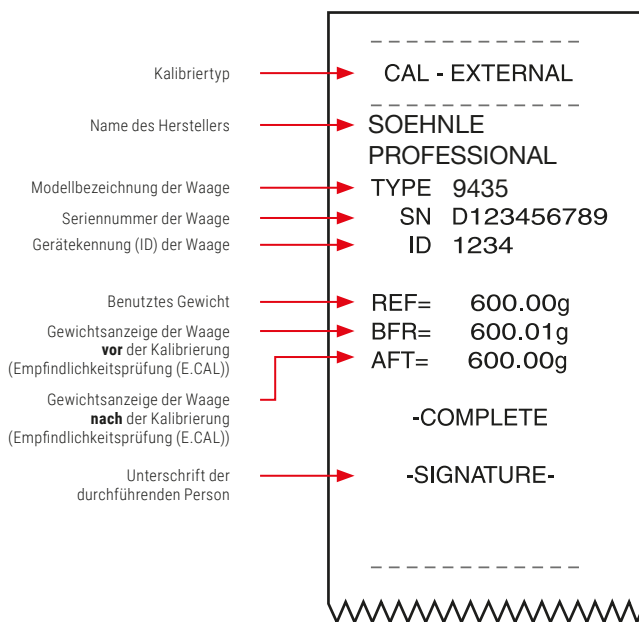 Kalibriertyp
CAL - EXTERNAL
Name des Herstellers
SOEHNLE
PROFESSIONAL
Modellbezeichnung der Waage
TYPE 9435
Seriennummer der Waage
SN D123456789
Gerätekennung (ID) der Waage
ID 1234
Benutztes Gewicht
REF= 600.00g
Gewichtsanzeige der Waage
vor der Kalibrierung
(Empfindlichkeitsprüfung (E.CAL))
BFR= 600.01g
Gewichtsanzeige der Waage
nach der Kalibrierung
(Empfindlichkeitsprüfung (E.CAL))
AFT= 600.00g
-COMPLETE
Unterschrift der
durchführenden Person
-SIGNATURE-